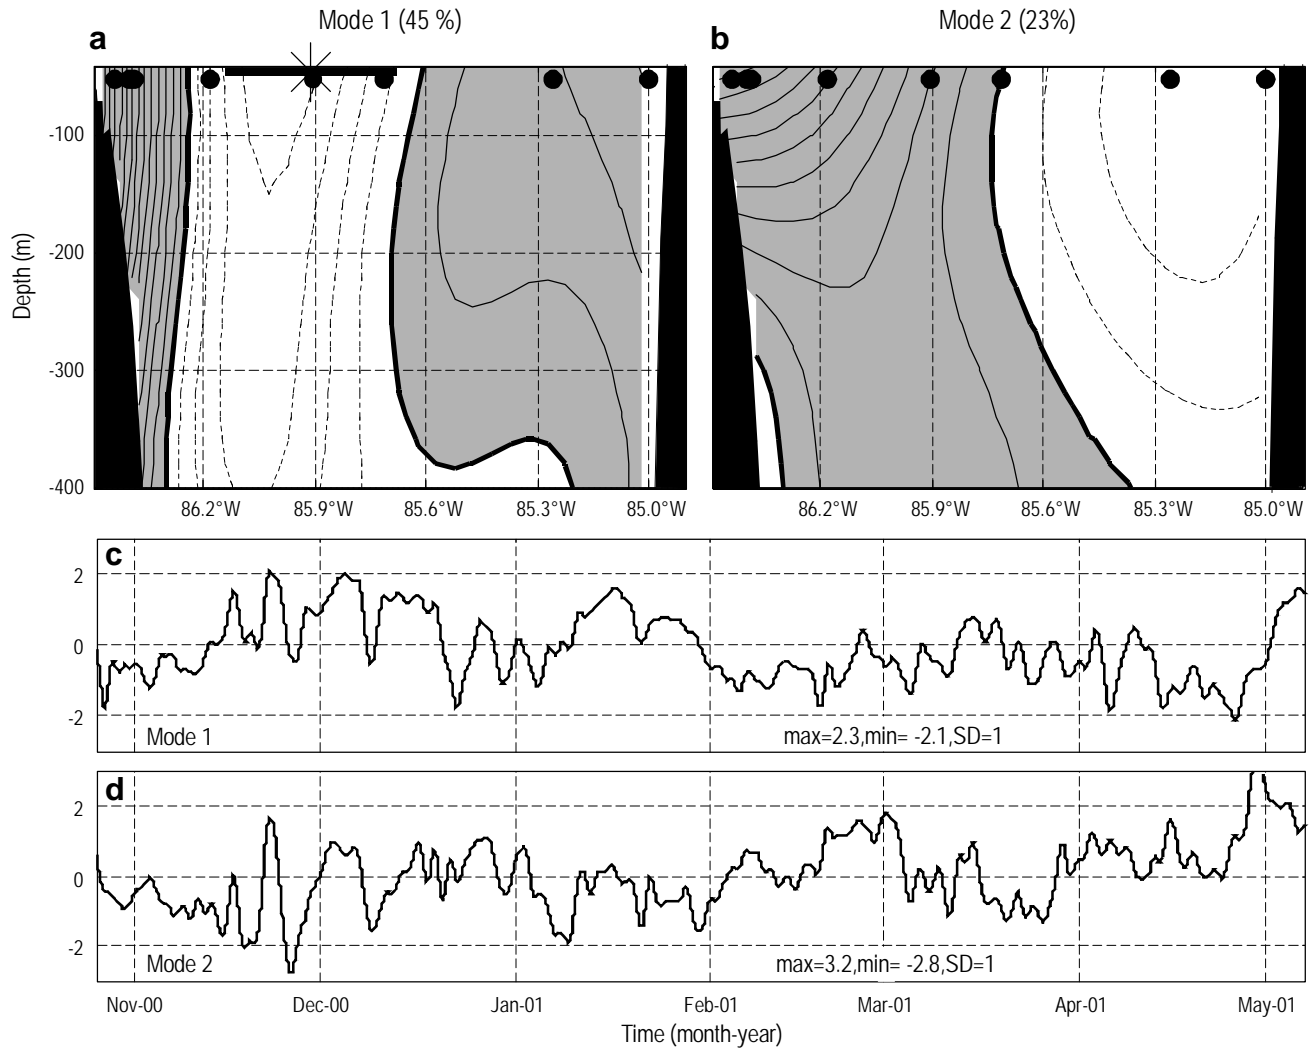 Mode 1 (45 %)
Mode 2 (23%)
a
b
Depth (m)
-100
-200
-300
-400
86.2°W 85.9°W 85.6°W 85.3°W 85.0°W
86.2°W 85.9°W 85.6°W 85.3°W 85.0°W
c
2
0
-2
Mode 1
max=2.3,min= -2.1,SD=1
d
2
0
-2
Mode 2
max=3.2,min= -2.8,SD=1
Nov-00 Dec-00 Jan-01 Feb-01 Mar-01 Apr-01 May-01
Time (month-year)